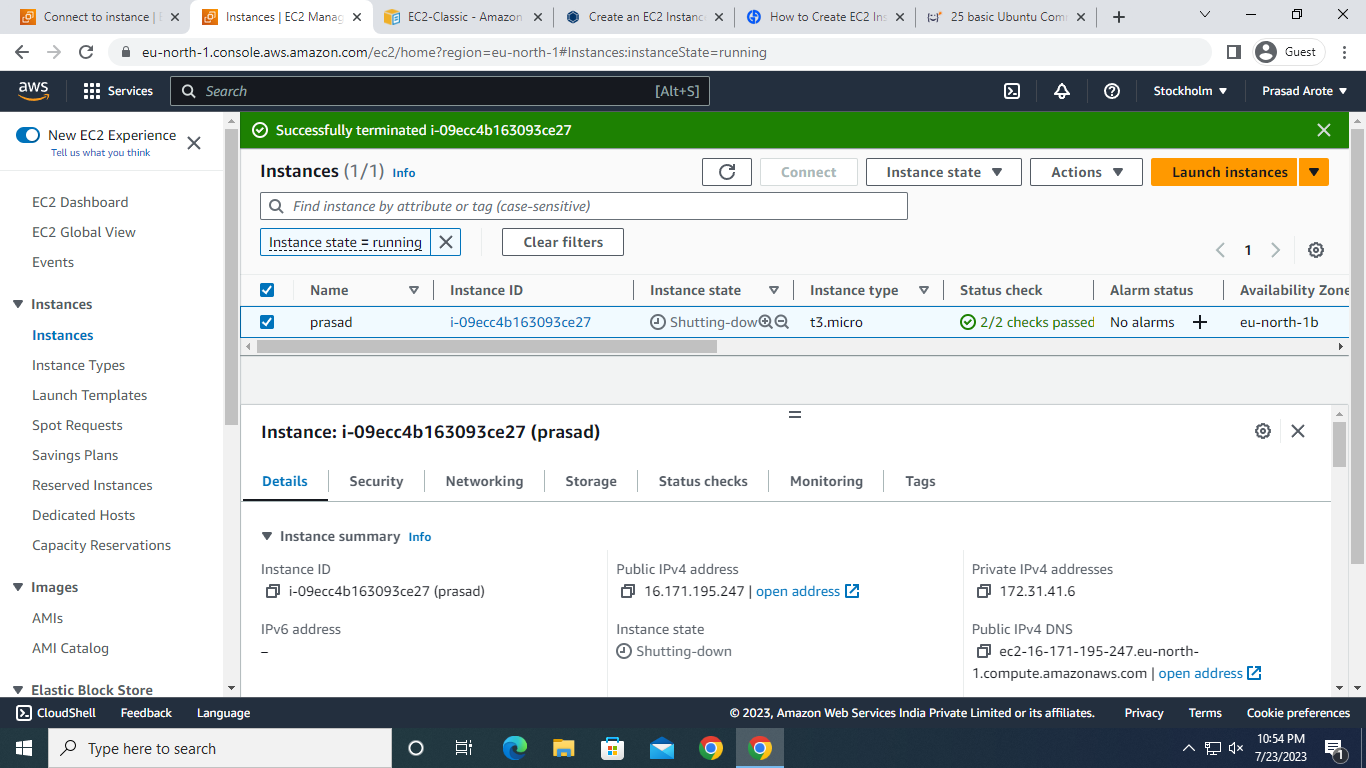 Connect to instance | E
Instances | EC2 Manag
EC2-Classic - Amazon
Create an EC2 Instanc
How to Create EC2 Ins
25 basic Ubuntu Com
eu-north-1.console.aws.amazon.com/ec2/home?region=eu-north-1#Instances:instanceState=running
Guest
aws
Services
Search
[Alt+S]
Stockholm
Prasad Arote
New EC2 Experience
Tell us what you think
EC2 Dashboard
EC2 Global View
Events
Instances
Instances
Instance Types
Launch Templates
Spot Requests
Savings Plans
Reserved Instances
Dedicated Hosts
Capacity Reservations
Images
AMIs
AMI Catalog
Elastic Block Store
Successfully terminated i-09ecc4b163093ce27
Instances (1/1) Info
Connect
Instance state
Actions
Launch instances
Find instance by attribute or tag (case-sensitive)
Instance state = running
Clear filters
1
Name Instance ID Instance state Instance type Status check Alarm status Availability Zone
prasad i-09ecc4b163093ce27 Shutting-dow t3.micro 2/2 checks passed No alarms eu-north-1b
Instance: i-09ecc4b163093ce27 (prasad)
Details Security Networking Storage Status checks Monitoring Tags
Instance summary Info
Instance ID
i-09ecc4b163093ce27 (prasad)
Public IPv4 address
16.171.195.247 | open address
Private IPv4 addresses
172.31.41.6
IPv6 address
–
Instance state
Shutting-down
Public IPv4 DNS
ec2-16-171-195-247.eu-north-
1.compute.amazonaws.com | open address
CloudShell Feedback Language
© 2023, Amazon Web Services India Private Limited or its affiliates. Privacy Terms Cookie preferences
Type here to search
10:54 PM
7/23/2023
1